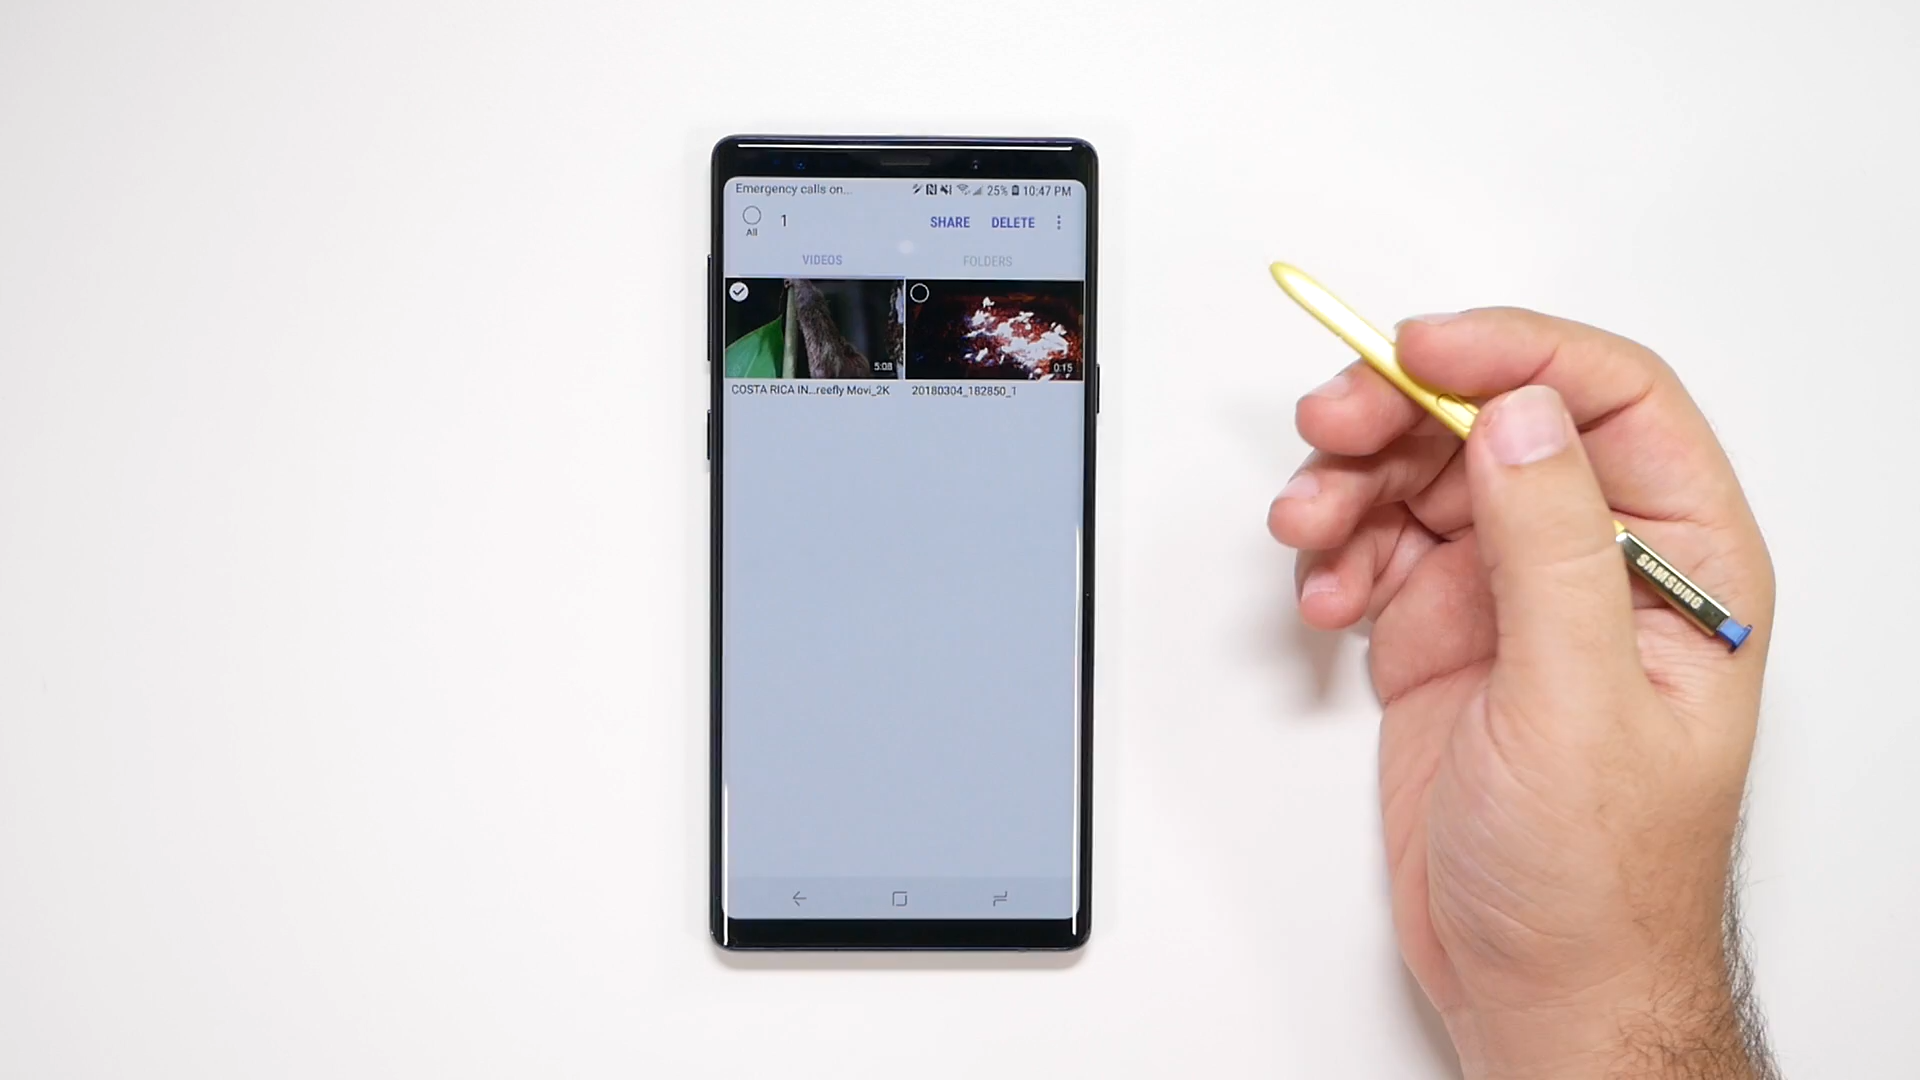 Emergency calls on... 25% 10:47 PM
All 1 SHARE DELETE
VIDEOS FOLDERS
5:08 0:15
COSTA RICA IN...reefly Movi_2K 20180304_182850_1
SAMSUNG